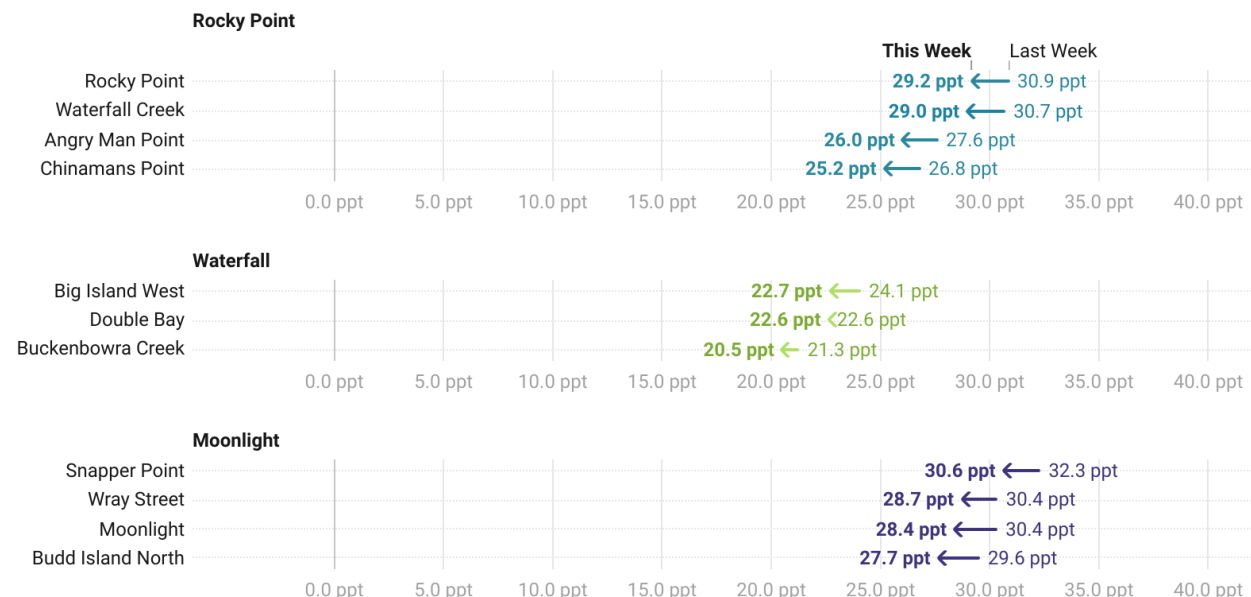 Rocky Point
This Week Last Week
Rocky Point 29.2 ppt 30.9 ppt
Waterfall Creek 29.0 ppt 30.7 ppt
Angry Man Point 26.0 ppt 27.6 ppt
Chinamans Point 25.2 ppt 26.8 ppt
0.0 ppt 5.0 ppt 10.0 ppt 15.0 ppt 20.0 ppt 25.0 ppt 30.0 ppt 35.0 ppt 40.0 ppt
Waterfall
Big Island West 22.7 ppt 24.1 ppt
Double Bay 22.6 ppt 22.6 ppt
Buckenbowra Creek 20.5 ppt 21.3 ppt
0.0 ppt 5.0 ppt 10.0 ppt 15.0 ppt 20.0 ppt 25.0 ppt 30.0 ppt 35.0 ppt 40.0 ppt
Moonlight
Snapper Point 30.6 ppt 32.3 ppt
Wray Street 28.7 ppt 30.4 ppt
Moonlight 28.4 ppt 30.4 ppt
Budd Island North 27.7 ppt 29.6 ppt
0.0 ppt 5.0 ppt 10.0 ppt 15.0 ppt 20.0 ppt 25.0 ppt 30.0 ppt 35.0 ppt 40.0 ppt